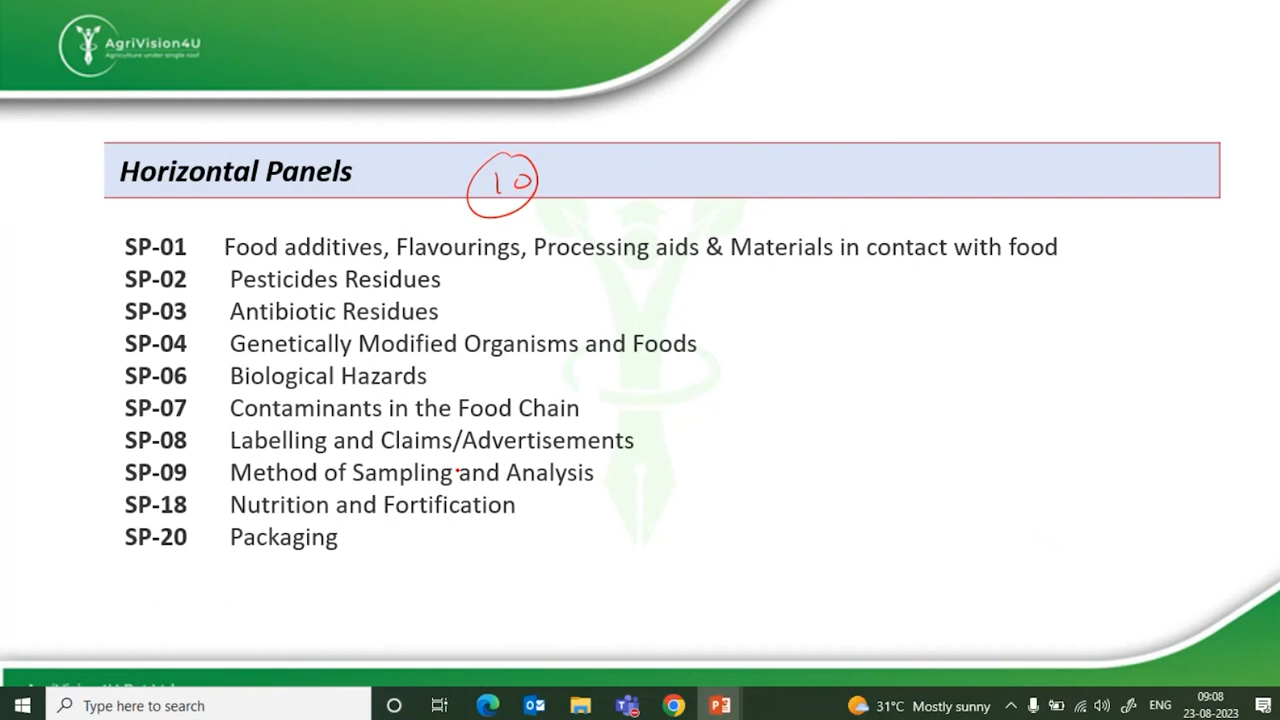 AgriVision4U
Agriculture under single roof
Horizontal Panels 10
SP-01 Food additives, Flavourings, Processing aids & Materials in contact with food
SP-02 Pesticides Residues
SP-03 Antibiotic Residues
SP-04 Genetically Modified Organisms and Foods
SP-06 Biological Hazards
SP-07 Contaminants in the Food Chain
SP-08 Labelling and Claims/Advertisements
SP-09 Method of Sampling and Analysis
SP-18 Nutrition and Fortification
SP-20 Packaging
Type here to search
31°C Mostly sunny
ENG
09:08
23-08-2023